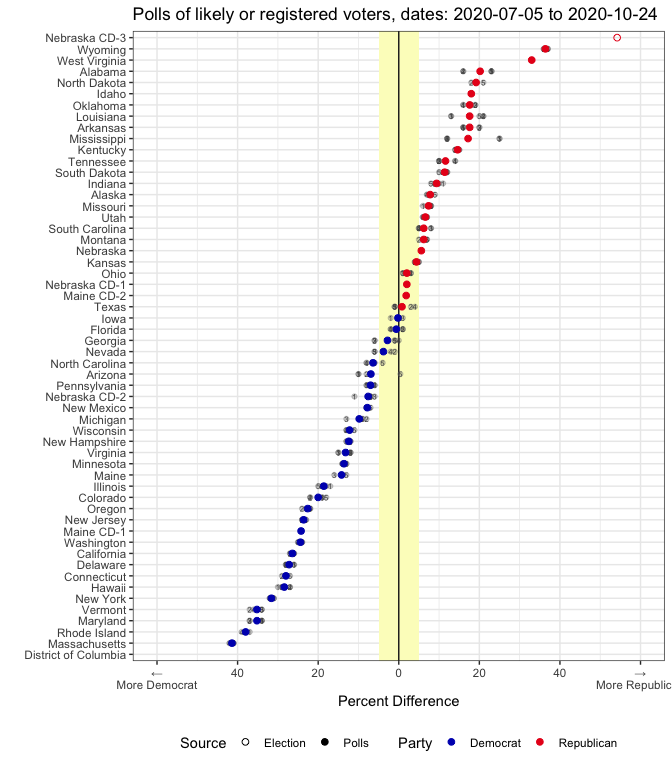 Polls of likely or registered voters, dates: 2020-07-05 to 2020-10-24
Nebraska CD-3
Wyoming
West Virginia
Alabama
North Dakota
Idaho
Oklahoma
Louisiana
Arkansas
Mississippi
Kentucky
Tennessee
South Dakota
Indiana
Alaska
Missouri
Utah
South Carolina
Montana
Nebraska
Kansas
Ohio
Nebraska CD-1
Maine CD-2
Texas
Iowa
Florida
Georgia
Nevada
North Carolina
Arizona
Pennsylvania
Nebraska CD-2
New Mexico
Michigan
Wisconsin
New Hampshire
Virginia
Minnesota
Maine
Illinois
Colorado
Oregon
New Jersey
Maine CD-1
Washington
California
Delaware
Connecticut
Hawaii
New York
Vermont
Maryland
Rhode Island
Massachusetts
District of Columbia
← 40 20 0 20 40 →
More Democrat More Republic
Percent Difference
Source Election Polls Party Democrat Republican